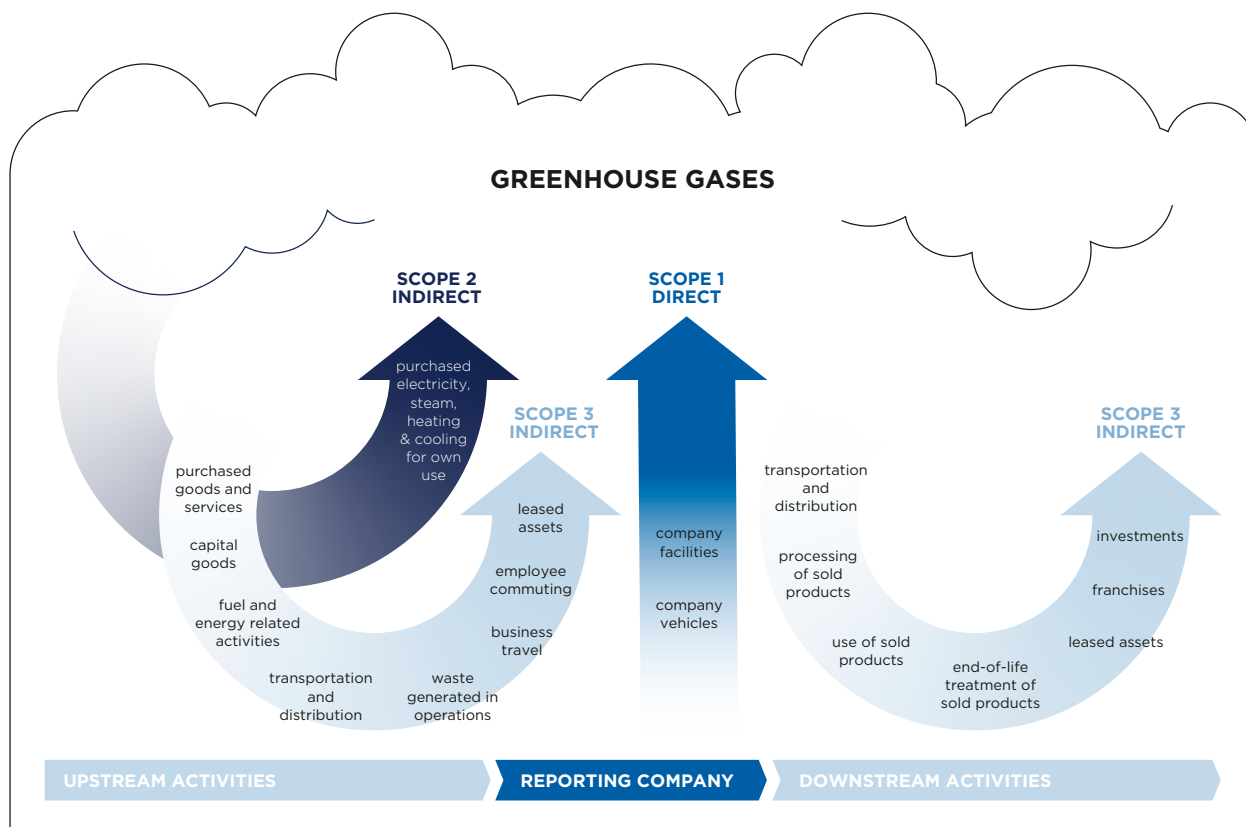 GREENHOUSE GASES
SCOPE 2
INDIRECT
purchased
electricity,
steam,
heating
& cooling
for own
use
SCOPE 3
INDIRECT
purchased
goods and
services
capital
goods
fuel and
energy related
activities
transportation
and
distribution
waste
generated in
operations
business
travel
employee
commuting
leased
assets
SCOPE 1
DIRECT
company
facilities
company
vehicles
SCOPE 3
INDIRECT
transportation
and
distribution
processing
of sold
products
use of sold
products
end-of-life
treatment of
sold products
leased assets
franchises
investments
UPSTREAM ACTIVITIES
REPORTING COMPANY
DOWNSTREAM ACTIVITIES